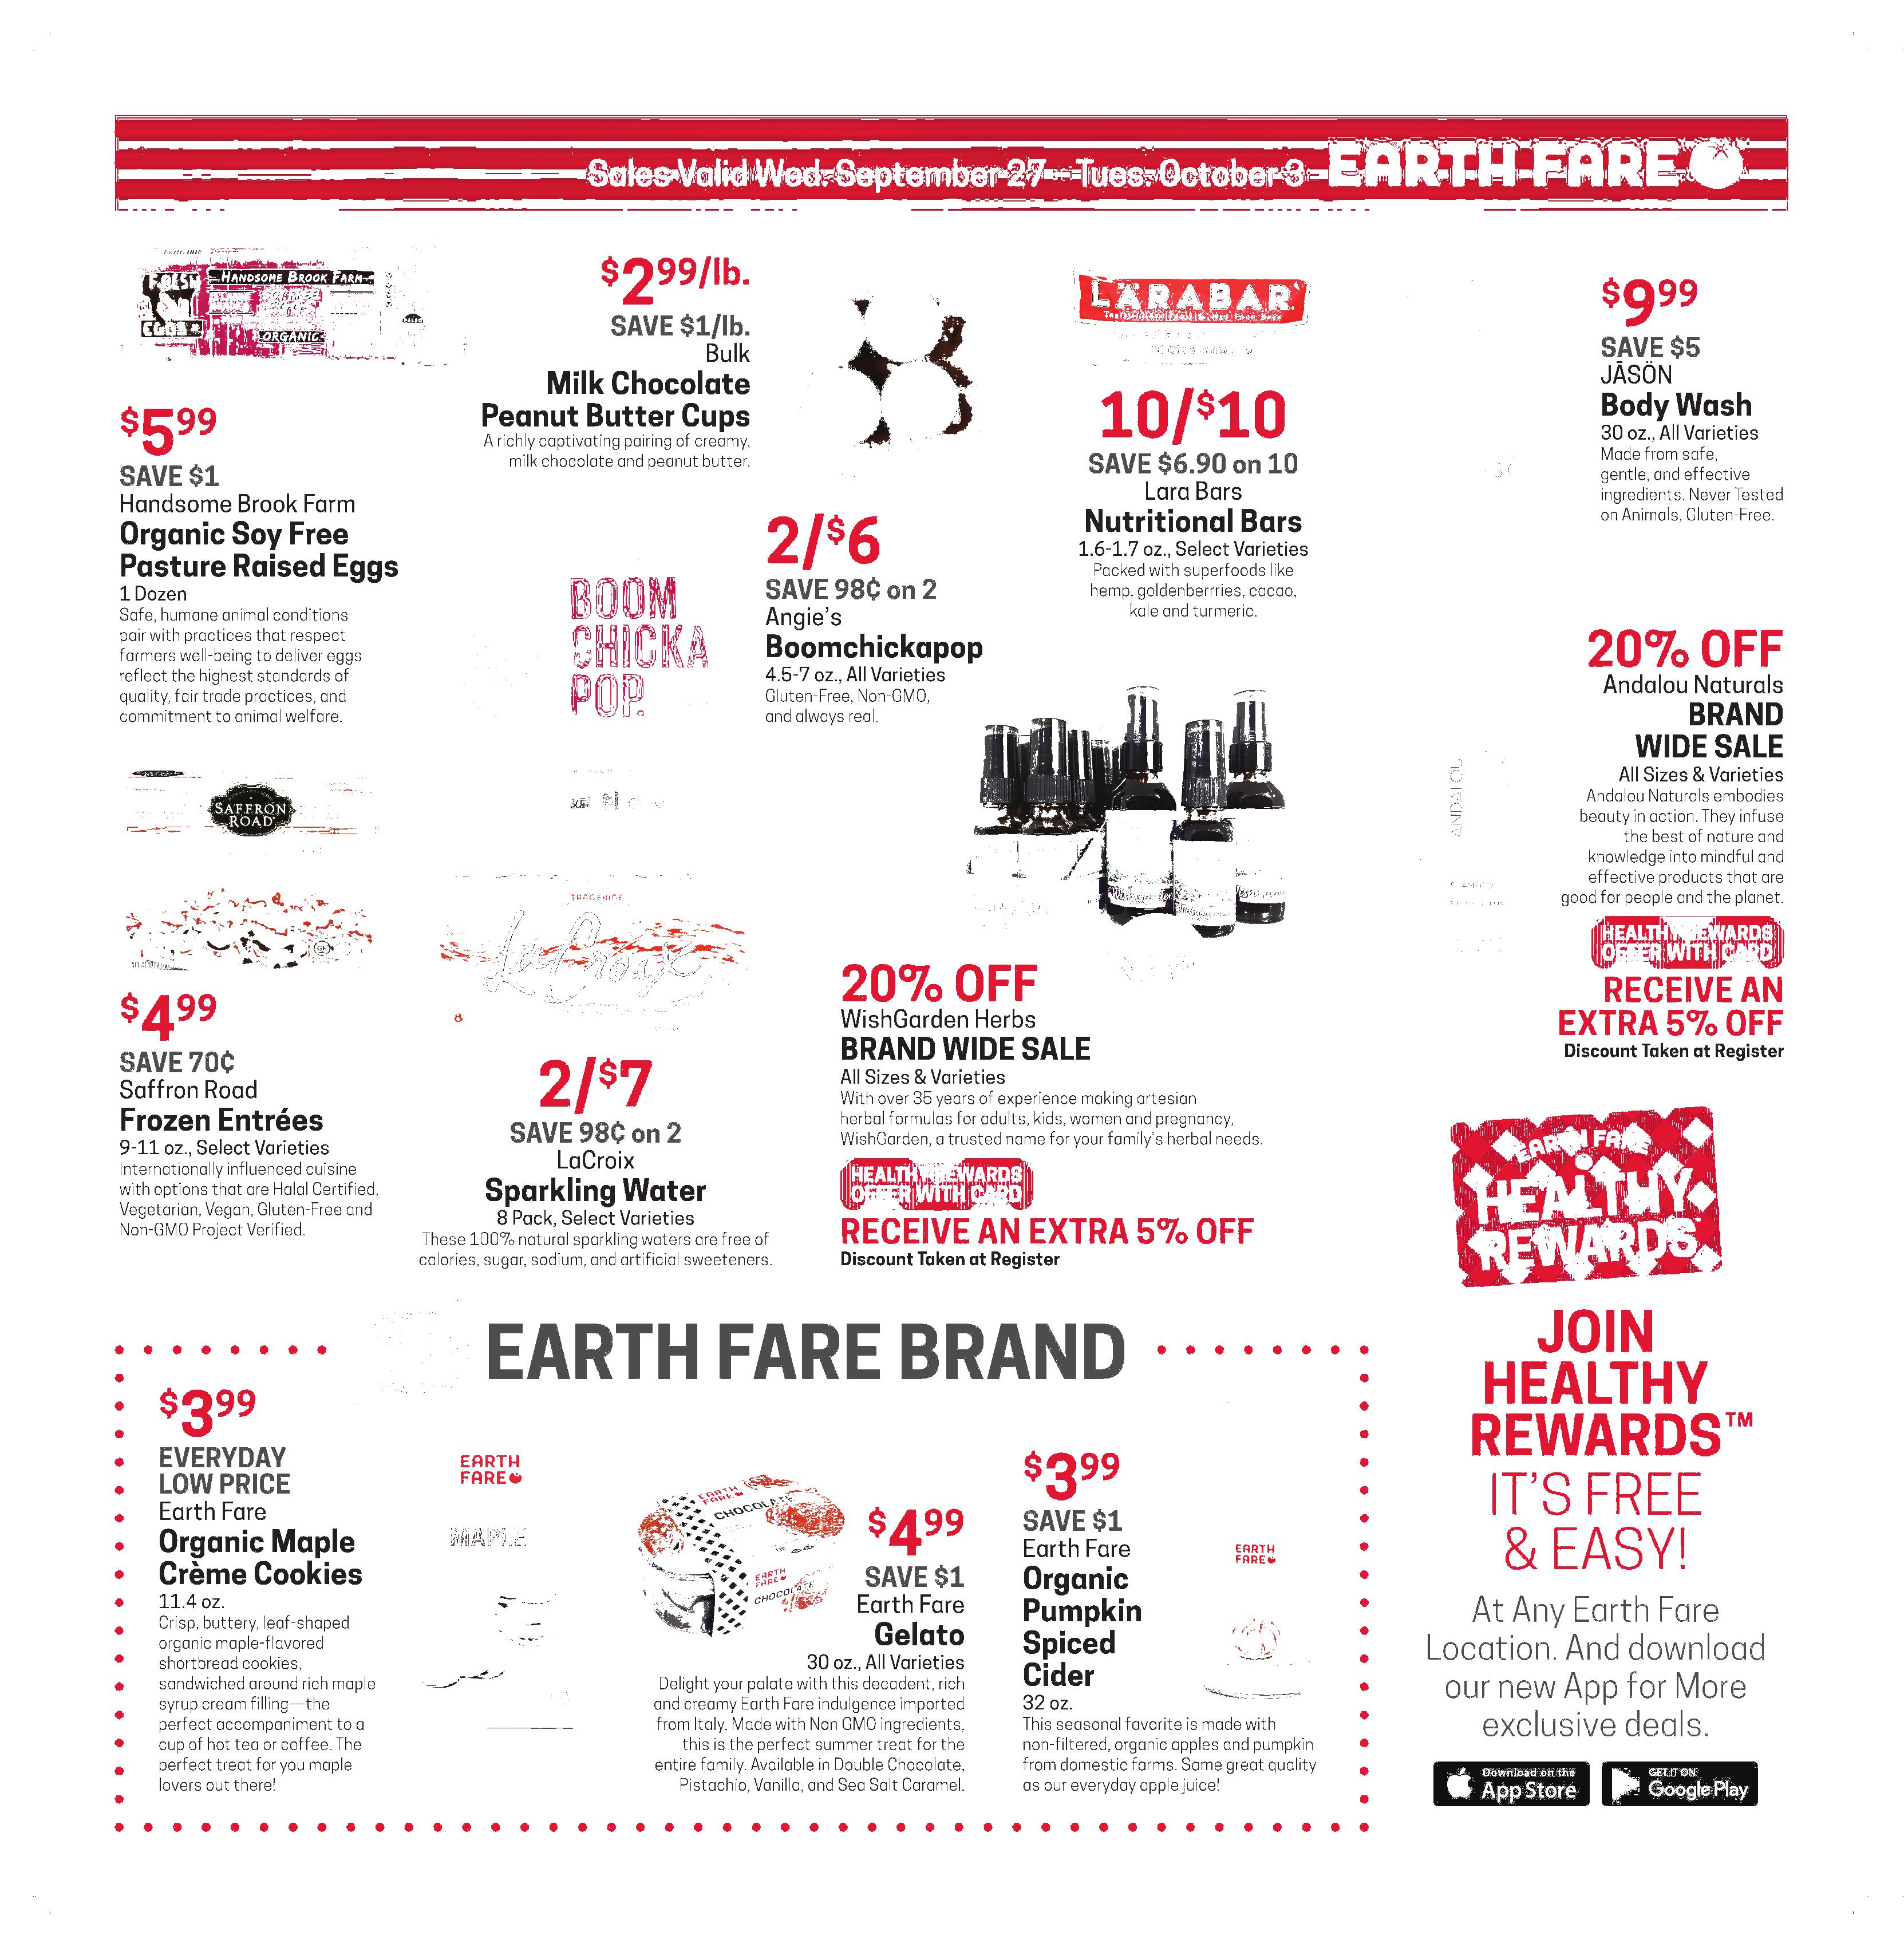 Sales Valid Wed. September 27 - Tues. October 3 EARTH FARE
FRESH
EGGS
HANDSOME BROOK FARM
ORGANIC
$5.99
SAVE $1
Handsome Brook Farm
Organic Soy Free
Pasture Raised Eggs
1 Dozen
Safe, humane animal conditions
pair with practices that respect
farmers well-being to deliver eggs
reflect the highest standards of
quality, fair trade practices, and
commitment to animal welfare.
$2.99/lb.
SAVE $1/lb.
Bulk
Milk Chocolate
Peanut Butter Cups
A richly captivating pairing of creamy,
milk chocolate and peanut butter.
BOOM
CHICKA
POP.
2/$6
SAVE 98¢ on 2
Angie's
Boomchickapop
4.5-7 oz., All Varieties
Gluten-Free, Non-GMO,
and always real.
LÄRABAR
10/$10
SAVE $6.90 on 10
Lara Bars
Nutritional Bars
1.6-1.7 oz., Select Varieties
Packed with superfoods like
hemp, goldenberrries, cacao,
kale and turmeric.
$9.99
SAVE $5
JĀSÖN
Body Wash
30 oz., All Varieties
Made from safe,
gentle, and effective
ingredients. Never Tested
on Animals, Gluten-Free.
ANDALOU
20% OFF
Andalou Naturals
BRAND
WIDE SALE
All Sizes & Varieties
Andalou Naturals embodies
beauty in action. They infuse
the best of nature and
knowledge into mindful and
effective products that are
good for people and the planet.
HEALTHY REWARDS
OFFER WITH CARD
RECEIVE AN
EXTRA 5% OFF
Discount Taken at Register
SAFFRON
ROAD
$4.99
SAVE 70¢
Saffron Road
Frozen Entrées
9-11 oz., Select Varieties
Internationally influenced cuisine
with options that are Halal Certified,
Vegetarian, Vegan, Gluten-Free and
Non-GMO Project Verified.
TANGERINE
LaCroix
8
2/$7
SAVE 98¢ on 2
LaCroix
Sparkling Water
8 Pack, Select Varieties
These 100% natural sparkling waters are free of
calories, sugar, sodium, and artificial sweeteners.
20% OFF
WishGarden Herbs
BRAND WIDE SALE
All Sizes & Varieties
With over 35 years of experience making artesian
herbal formulas for adults, kids, women and pregnancy,
WishGarden, a trusted name for your family's herbal needs.
HEALTHY REWARDS
OFFER WITH CARD
RECEIVE AN EXTRA 5% OFF
Discount Taken at Register
EARTH FARE
HEALTHY
REWARDS
JOIN
HEALTHY
REWARDS™
IT'S FREE
& EASY!
At Any Earth Fare
Location. And download
our new App for More
exclusive deals.
Download on the
App Store
GET IT ON
Google Play
EARTH FARE BRAND
$3.99
EVERYDAY
LOW PRICE
Earth Fare
Organic Maple
Crème Cookies
11.4 oz.
Crisp, buttery, leaf-shaped
organic maple-flavored
shortbread cookies,
sandwiched around rich maple
syrup cream filling—the
perfect accompaniment to a
cup of hot tea or coffee. The
perfect treat for you maple
lovers out there!
EARTH
FARE
MAPLE
EARTH
FARE
CHOCOLATE
EARTH
FARE
CHOCOLATE
$4.99
SAVE $1
Earth Fare
Gelato
30 oz., All Varieties
Delight your palate with this decadent, rich
and creamy Earth Fare indulgence imported
from Italy. Made with Non GMO ingredients,
this is the perfect summer treat for the
entire family. Available in Double Chocolate,
Pistachio, Vanilla, and Sea Salt Caramel.
$3.99
SAVE $1
Earth Fare
Organic
Pumpkin
Spiced
Cider
32 oz.
This seasonal favorite is made with
non-filtered, organic apples and pumpkin
from domestic farms. Same great quality
as our everyday apple juice!
EARTH
FARE